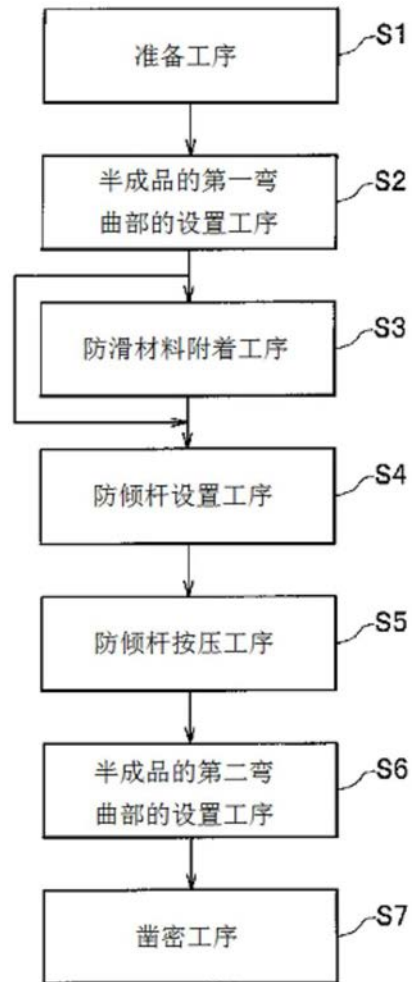 准备工序
S1
半成品的第一弯
曲部的设置工序
S2
防滑材料附着工序
S3
防倾杆设置工序
S4
防倾杆按压工序
S5
半成品的第二弯
曲部的设置工序
S6
凿密工序
S7